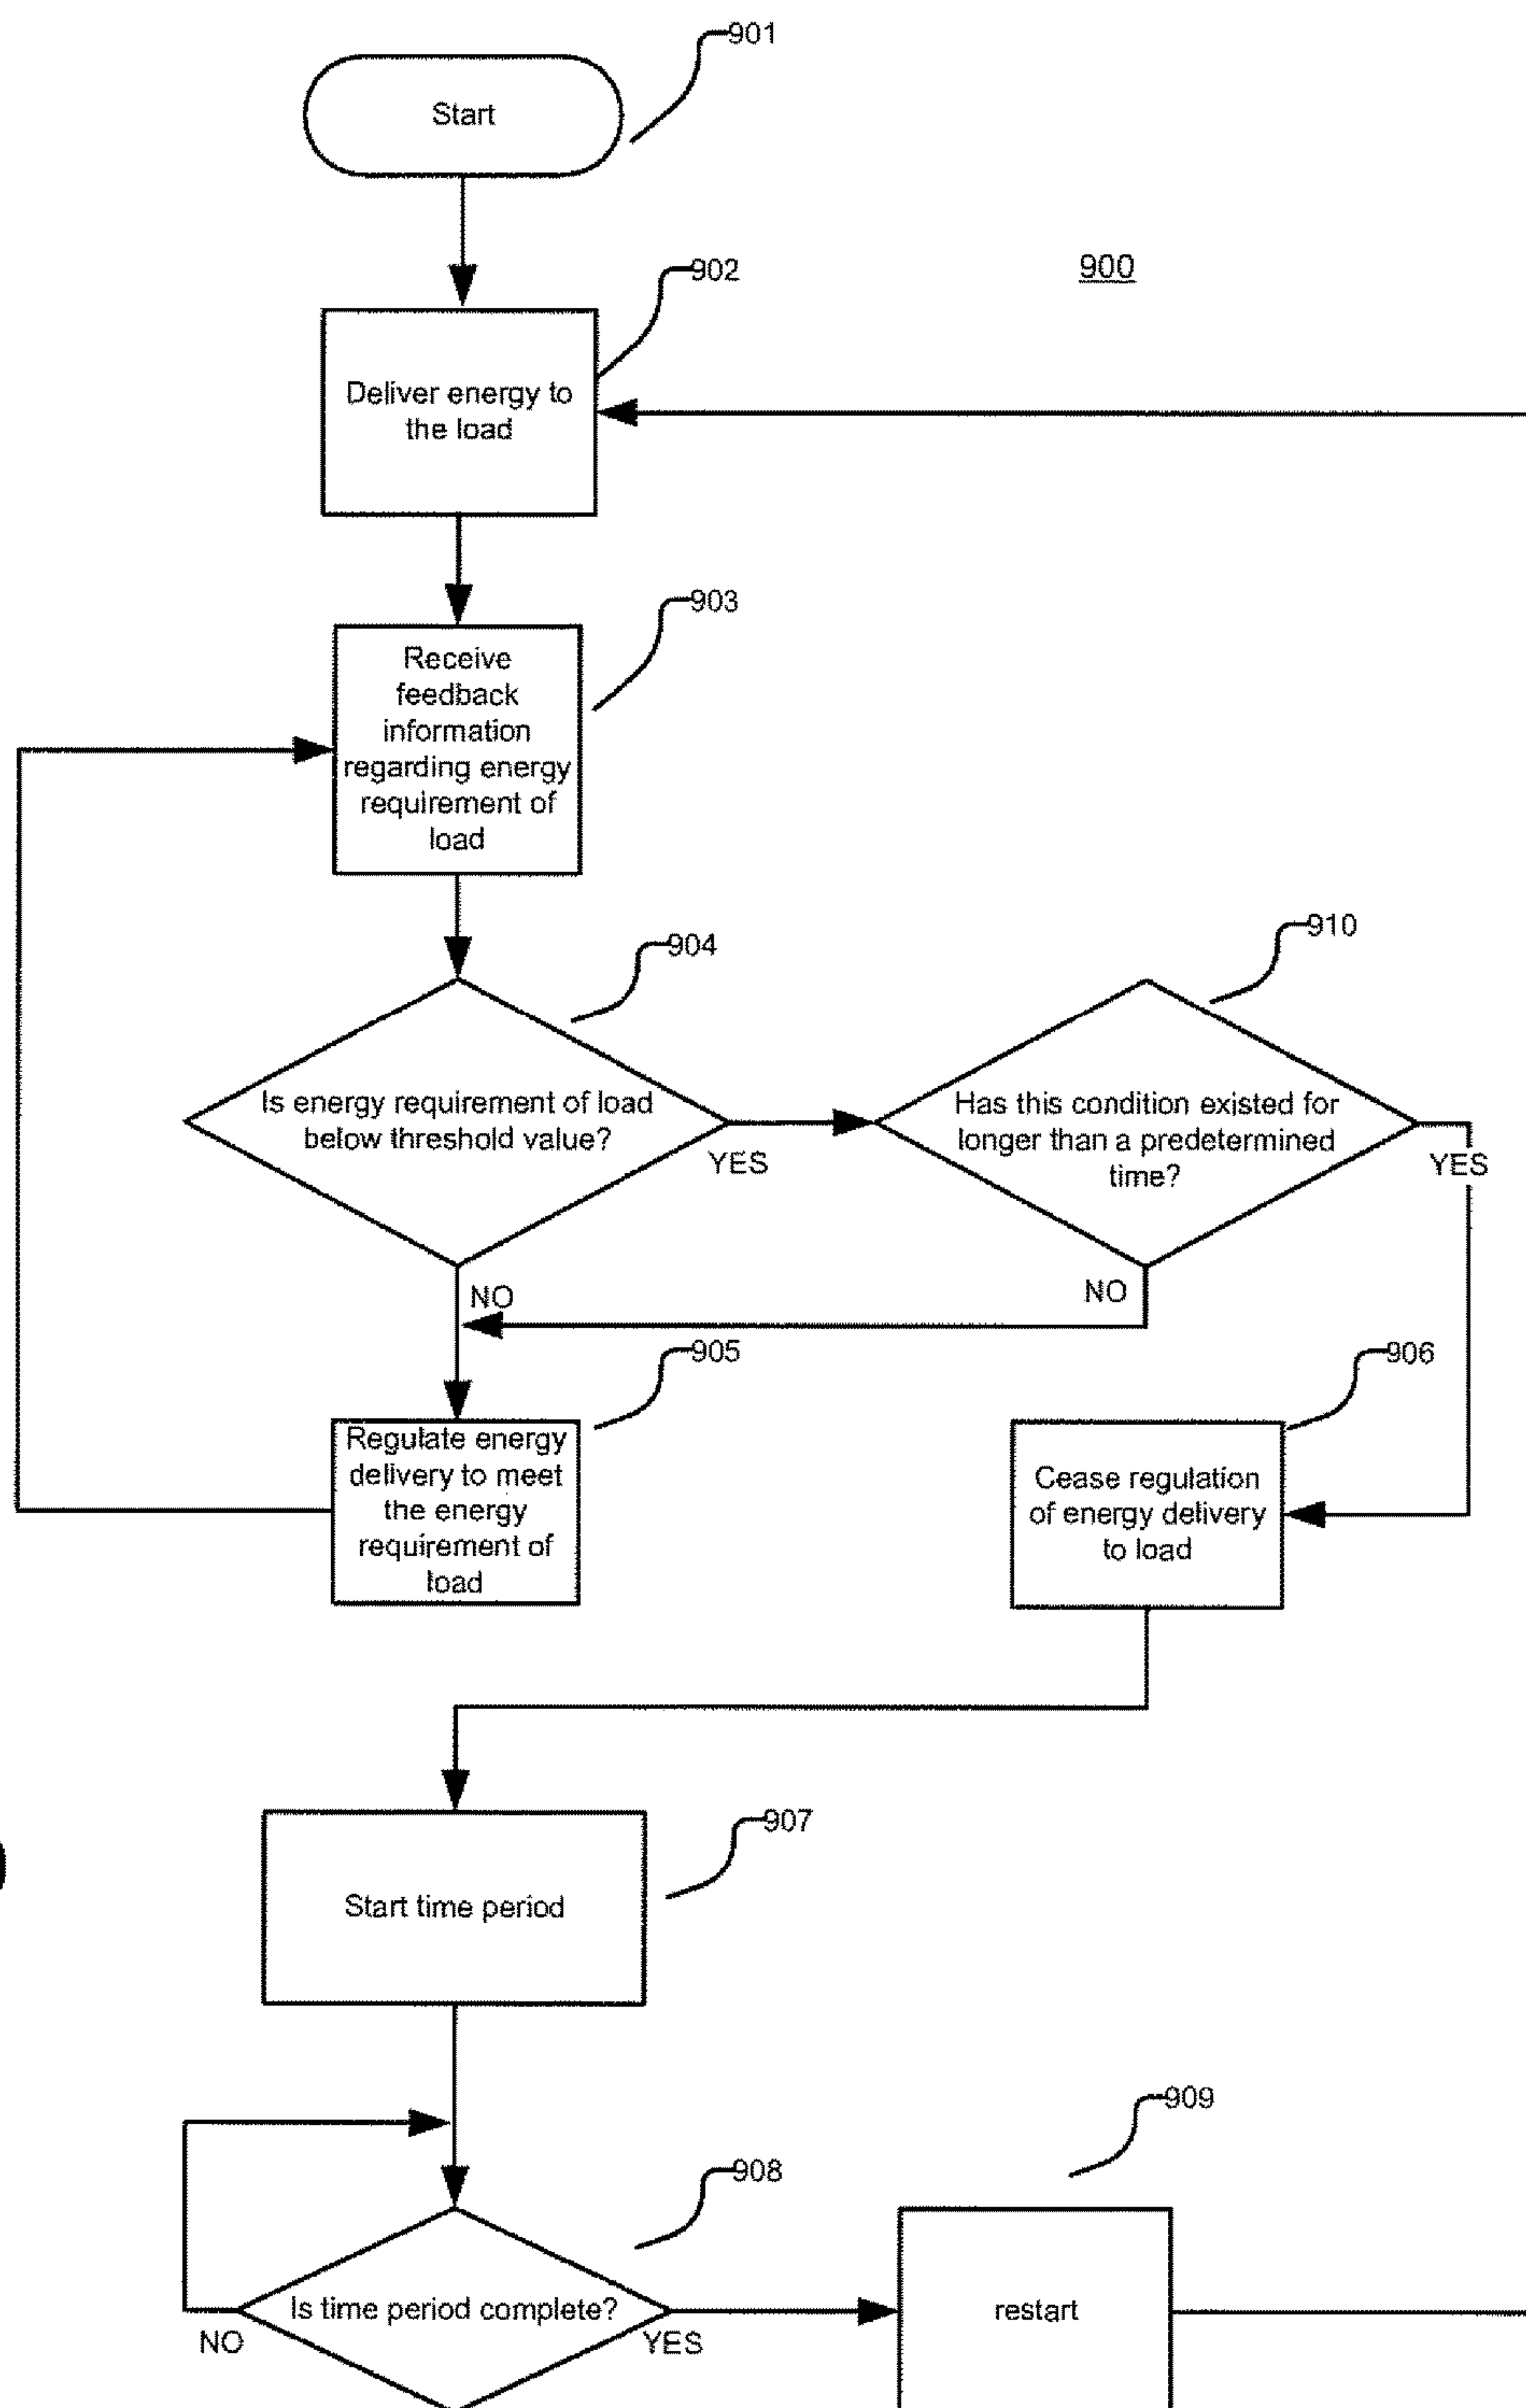 901
Start
902
900
Deliver energy to
the load
903
Receive
feedback
information
regarding energy
requirement of
load
904
910
Is energy requirement of load
below threshold value?
YES
Has this condition existed for
longer than a predetermined
time?
YES
NO
NO
905
906
Regulate energy
delivery to meet
the energy
requirement of
load
Cease regulation
of energy delivery
to load
907
Start time period
909
908
Is time period complete?
NO
YES
restart